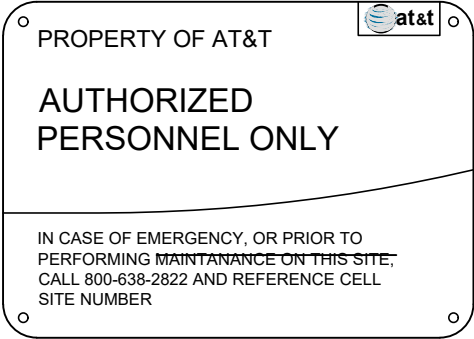 PROPERTY OF AT&T
at&t
AUTHORIZED
PERSONNEL ONLY
IN CASE OF EMERGENCY, OR PRIOR TO
PERFORMING MAINTANANCE ON THIS SITE,
CALL 800-638-2822 AND REFERENCE CELL
SITE NUMBER